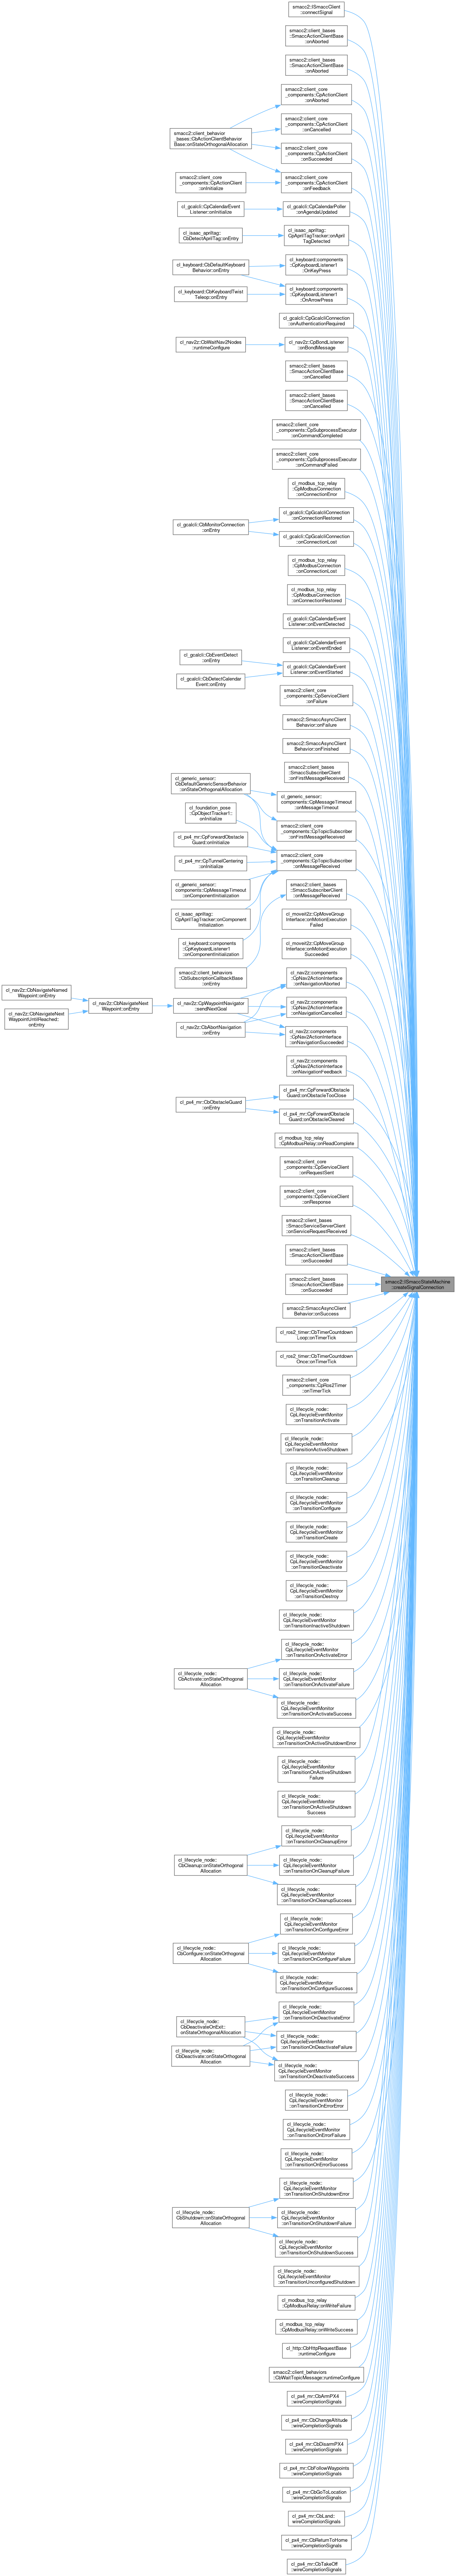 smacc2::ISmaccClient
::connectSignal
smacc2::client_bases
::SmaccActionClientBase
::onAborted
smacc2::client_bases
::SmaccActionClientBase
::onAborted
smacc2::client_core
_components::CpActionClient
::onAborted
smacc2::client_core
_components::CpActionClient
::onCancelled
smacc2::client_behavior
_bases::CbActionClientBehavior
Base::onStateOrthogonalAllocation
smacc2::client_core
_components::CpActionClient
::onSucceeded
smacc2::client_core
_components::CpActionClient
::onInitialize
smacc2::client_core
_components::CpActionClient
::onFeedback
cl_gcalcli::CpCalendarEvent
Listener::onInitialize
cl_gcalcli::CpCalendarPoller
::onAgendaUpdated
cl_isaac_apriltag::
CbDetectAprilTag::onEntry
cl_isaac_apriltag::
CpAprilTagTracker::onApril
TagDetected
cl_keyboard::CbDefaultKeyboard
Behavior::onEntry
cl_keyboard::components
::CpKeyboardListener1
::OnKeyPress
cl_keyboard::CbKeyboardTwist
Teleop::onEntry
cl_keyboard::components
::CpKeyboardListener1
::OnArrowPress
cl_gcalcli::CpGcalcliConnection
::onAuthenticationRequired
cl_nav2z::CbWaitNav2Nodes
::runtimeConfigure
cl_nav2z::CpBondListener
::onBondMessage
smacc2::client_bases
::SmaccActionClientBase
::onCancelled
smacc2::client_bases
::SmaccActionClientBase
::onCancelled
smacc2::client_core
_components::CpSubprocessExecutor
::onCommandCompleted
smacc2::client_core
_components::CpSubprocessExecutor
::onCommandFailed
cl_modbus_tcp_relay
::CpModbusConnection
::onConnectionError
cl_gcalcli::CbMonitorConnection
::onEntry
cl_gcalcli::CpGcalcliConnection
::onConnectionRestored
cl_gcalcli::CpGcalcliConnection
::onConnectionLost
cl_modbus_tcp_relay
::CpModbusConnection
::onConnectionLost
cl_modbus_tcp_relay
::CpModbusConnection
::onConnectionRestored
cl_gcalcli::CpCalendarEvent
Listener::onEventDetected
cl_gcalcli::CpCalendarEvent
Listener::onEventEnded
cl_gcalcli::CbEventDetect
::onEntry
cl_gcalcli::CpCalendarEvent
Listener::onEventStarted
cl_gcalcli::CbDetectCalendar
Event::onEntry
smacc2::client_core
_components::CpServiceClient
::onFailure
smacc2::SmaccAsyncClient
Behavior::onFailure
smacc2::SmaccAsyncClient
Behavior::onFinished
smacc2::client_bases
::SmaccSubscriberClient
::onFirstMessageReceived
cl_generic_sensor::
CbDefaultGenericSensorBehavior
::onStateOrthogonalAllocation
cl_generic_sensor::
components::CpMessageTimeout
::onMessageTimeout
cl_foundation_pose
::CpObjectTracker1::
onInitialize
smacc2::client_core
_components::CpTopicSubscriber
::onFirstMessageReceived
cl_px4_mr::CpForwardObstacle
Guard::onInitialize
cl_px4_mr::CpTunnelCentering
::onInitialize
smacc2::client_core
_components::CpTopicSubscriber
::onMessageReceived
cl_generic_sensor::
components::CpMessageTimeout
::onComponentInitialization
smacc2::client_bases
::SmaccSubscriberClient
::onMessageReceived
cl_isaac_apriltag::
CpAprilTagTracker::onComponent
Initialization
cl_moveit2z::CpMoveGroup
Interface::onMotionExecution
Failed
cl_keyboard::components
::CpKeyboardListener1
::onComponentInitialization
cl_moveit2z::CpMoveGroup
Interface::onMotionExecution
Succeeded
smacc2::client_behaviors
::CbSubscriptionCallbackBase
::onEntry
cl_nav2z::components
::CpNav2ActionInterface
::onNavigationAborted
cl_nav2z::CbNavigateNamed
Waypoint::onEntry
cl_nav2z::CbNavigateNext
Waypoint::onEntry
cl_nav2z::CpWaypointNavigator
::sendNextGoal
cl_nav2z::components
::CpNav2ActionInterface
::onNavigationCancelled
cl_nav2z::CbNavigateNext
WaypointUntilReached::
onEntry
cl_nav2z::CbAbortNavigation
::onEntry
cl_nav2z::components
::CpNav2ActionInterface
::onNavigationSucceeded
cl_nav2z::components
::CpNav2ActionInterface
::onNavigationFeedback
cl_px4_mr::CbObstacleGuard
::onEntry
cl_px4_mr::CpForwardObstacle
Guard::onObstacleTooClose
cl_px4_mr::CpForwardObstacle
Guard::onObstacleCleared
cl_modbus_tcp_relay
::CpModbusRelay::onReadComplete
smacc2::client_core
_components::CpServiceClient
::onRequestSent
smacc2::client_core
_components::CpServiceClient
::onResponse
smacc2::client_bases
::SmaccServiceServerClient
::onServiceRequestReceived
smacc2::client_bases
::SmaccActionClientBase
::onSucceeded
smacc2::ISmaccStateMachine
::createSignalConnection
smacc2::client_bases
::SmaccActionClientBase
::onSucceeded
smacc2::SmaccAsyncClient
Behavior::onSuccess
cl_ros2_timer::CbTimerCountdown
Loop::onTimerTick
cl_ros2_timer::CbTimerCountdown
Once::onTimerTick
smacc2::client_core
_components::CpRos2Timer
::onTimerTick
cl_lifecycle_node::
CpLifecycleEventMonitor
::onTransitionActivate
cl_lifecycle_node::
CpLifecycleEventMonitor
::onTransitionActiveShutdown
cl_lifecycle_node::
CpLifecycleEventMonitor
::onTransitionCleanup
cl_lifecycle_node::
CpLifecycleEventMonitor
::onTransitionConfigure
cl_lifecycle_node::
CpLifecycleEventMonitor
::onTransitionCreate
cl_lifecycle_node::
CpLifecycleEventMonitor
::onTransitionDeactivate
cl_lifecycle_node::
CpLifecycleEventMonitor
::onTransitionDestroy
cl_lifecycle_node::
CpLifecycleEventMonitor
::onTransitionInactiveShutdown
cl_lifecycle_node::
CpLifecycleEventMonitor
::onTransitionOnActivateError
cl_lifecycle_node::
CbActivate::onStateOrthogonal
Allocation
cl_lifecycle_node::
CpLifecycleEventMonitor
::onTransitionOnActivateFailure
cl_lifecycle_node::
CpLifecycleEventMonitor
::onTransitionOnActivateSuccess
cl_lifecycle_node::
CpLifecycleEventMonitor
::onTransitionOnActiveShutdownError
cl_lifecycle_node::
CpLifecycleEventMonitor
::onTransitionOnActiveShutdown
Failure
cl_lifecycle_node::
CpLifecycleEventMonitor
::onTransitionOnActiveShutdown
Success
cl_lifecycle_node::
CpLifecycleEventMonitor
::onTransitionOnCleanupError
cl_lifecycle_node::
CbCleanup::onStateOrthogonal
Allocation
cl_lifecycle_node::
CpLifecycleEventMonitor
::onTransitionOnCleanupFailure
cl_lifecycle_node::
CpLifecycleEventMonitor
::onTransitionOnCleanupSuccess
cl_lifecycle_node::
CpLifecycleEventMonitor
::onTransitionOnConfigureError
cl_lifecycle_node::
CbConfigure::onStateOrthogonal
Allocation
cl_lifecycle_node::
CpLifecycleEventMonitor
::onTransitionOnConfigureFailure
cl_lifecycle_node::
CpLifecycleEventMonitor
::onTransitionOnConfigureSuccess
cl_lifecycle_node::
CpLifecycleEventMonitor
::onTransitionOnDeactivateError
cl_lifecycle_node::
CbDeactivateOnExit::
onStateOrthogonalAllocation
cl_lifecycle_node::
CpLifecycleEventMonitor
::onTransitionOnDeactivateFailure
cl_lifecycle_node::
CbDeactivate::onStateOrthogonal
Allocation
cl_lifecycle_node::
CpLifecycleEventMonitor
::onTransitionOnDeactivateSuccess
cl_lifecycle_node::
CpLifecycleEventMonitor
::onTransitionOnErrorError
cl_lifecycle_node::
CpLifecycleEventMonitor
::onTransitionOnErrorFailure
cl_lifecycle_node::
CpLifecycleEventMonitor
::onTransitionOnErrorSuccess
cl_lifecycle_node::
CpLifecycleEventMonitor
::onTransitionOnShutdownError
cl_lifecycle_node::
CbShutdown::onStateOrthogonal
Allocation
cl_lifecycle_node::
CpLifecycleEventMonitor
::onTransitionOnShutdownFailure
cl_lifecycle_node::
CpLifecycleEventMonitor
::onTransitionOnShutdownSuccess
cl_lifecycle_node::
CpLifecycleEventMonitor
::onTransitionUnconfiguredShutdown
cl_modbus_tcp_relay
::CpModbusRelay::onWriteFailure
cl_modbus_tcp_relay
::CpModbusRelay::onWriteSuccess
cl_http::CbHttpRequestBase
::runtimeConfigure
smacc2::client_behaviors
::CbWaitTopicMessage::runtimeConfigure
cl_px4_mr::CbArmPX4
::wireCompletionSignals
cl_px4_mr::CbChangeAltitude
::wireCompletionSignals
cl_px4_mr::CbDisarmPX4
::wireCompletionSignals
cl_px4_mr::CbFollowWaypoints
::wireCompletionSignals
cl_px4_mr::CbGoToLocation
::wireCompletionSignals
cl_px4_mr::CbLand::
wireCompletionSignals
cl_px4_mr::CbReturnToHome
::wireCompletionSignals
cl_px4_mr::CbTakeOff
::wireCompletionSignals